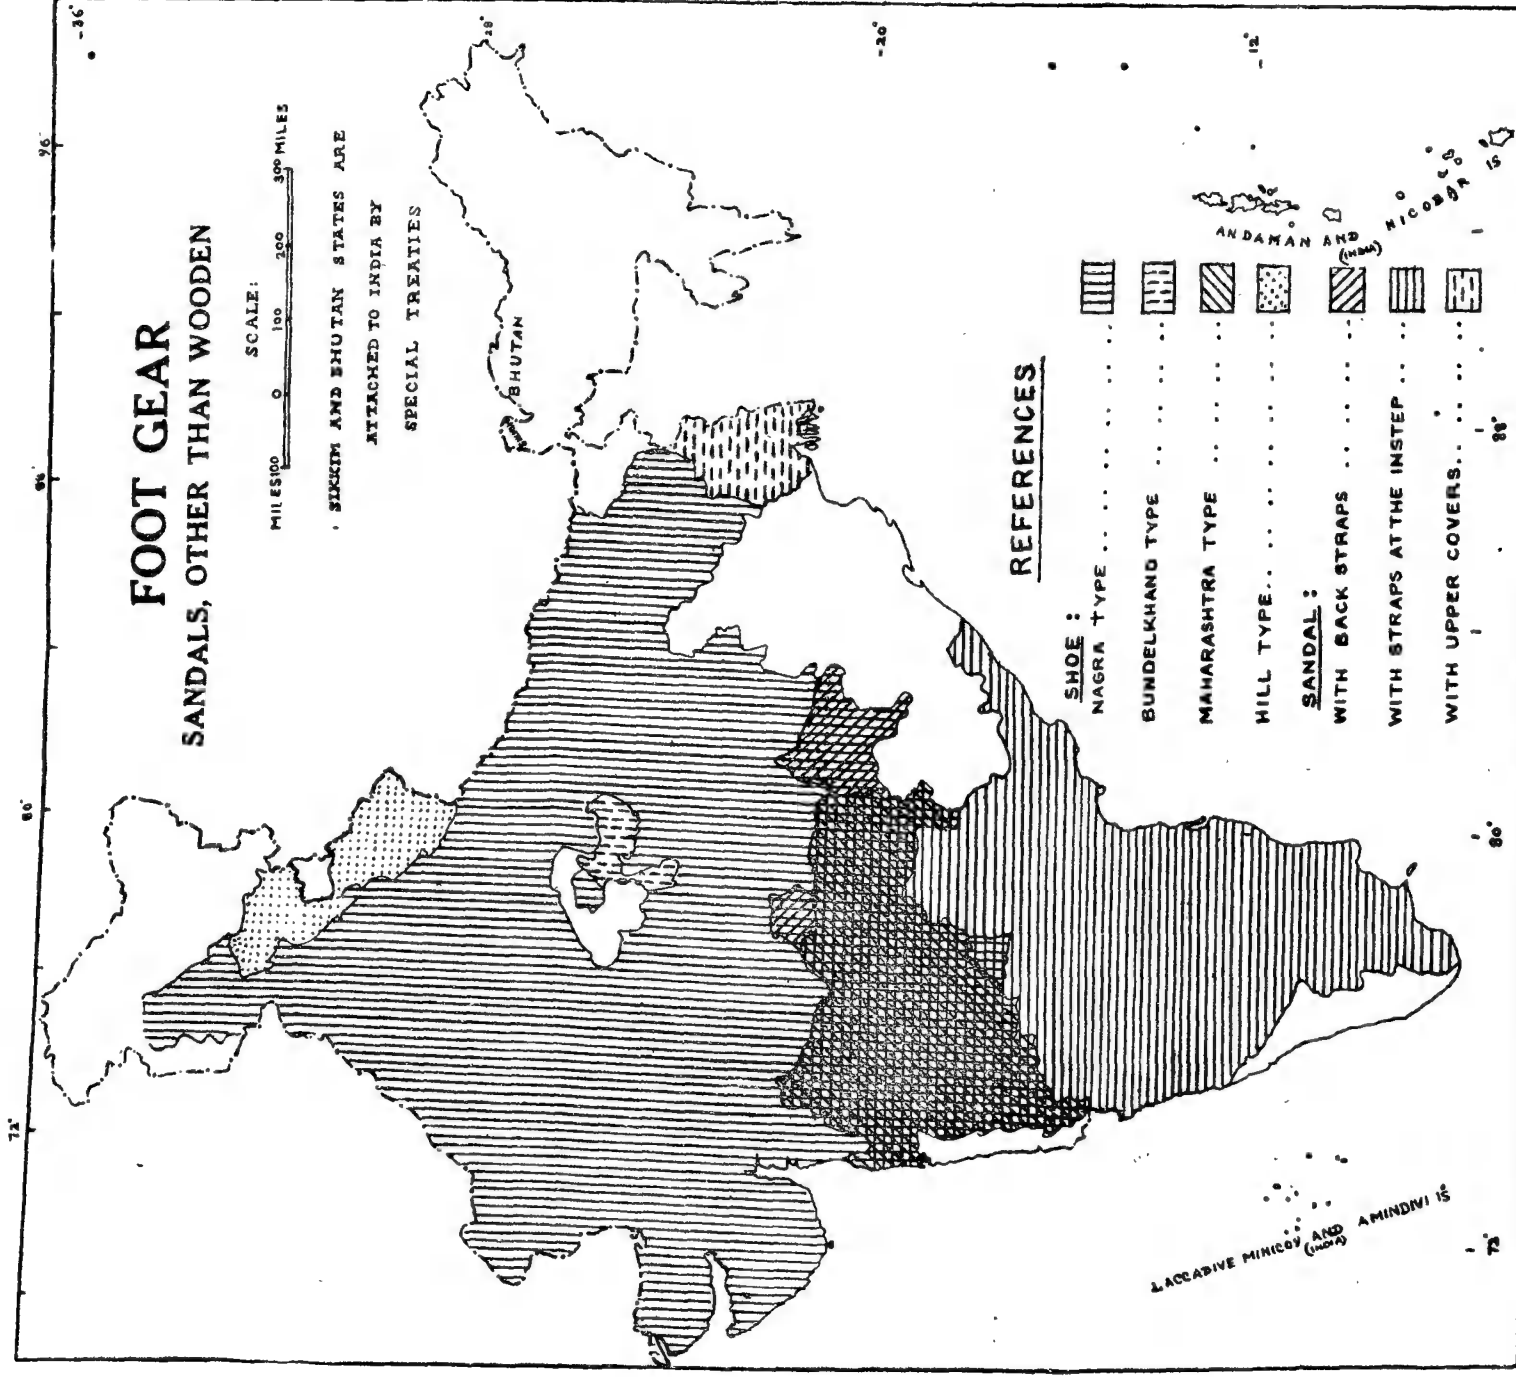 FOOT GEAR
SANDALS, OTHER THAN WOODEN
SCALE:
MILES 100 0 100 200 300 MILES
SIKKIM AND BHUTAN STATES ARE
ATTACHED TO INDIA BY
SPECIAL TREATIES
72°
80°
96°
36°
28°
20°
12°
BHUTAN
REFERENCES
SHOE :
NAGRA TYPE
BUNDELKHAND TYPE
MAHARASHTRA TYPE
HILL TYPE
SANDAL :
WITH BACK STRAPS
WITH STRAPS AT THE INSTEP
WITH UPPER COVERS
ANDAMAN AND NICOBAR IS
(INDIA)
LACCADIVE MINICOY AND AMINDIVI IS
(INDIA)
80°
88°